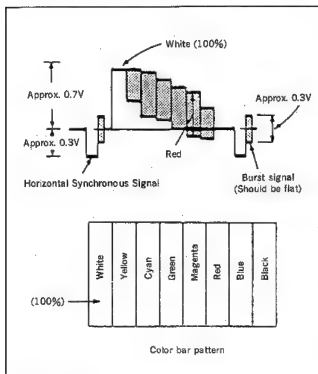 White (100%)
Approx. 0.7V
Approx. 0.3V
Approx. 0.3V
Red
Burst signal
(Should be flat)
Horizontal Synchronous Signal
(100%)
White
Yellow
Cyan
Green
Magenta
Red
Blue
Black
Color bar pattern